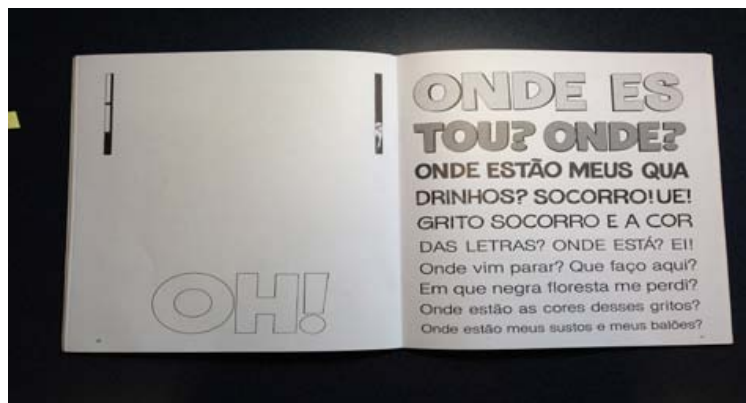 OH!
ONDE ES
TOU? ONDE?
ONDE ESTÃO MEUS QUA
DRINHOS? SOCORRO! UE!
GRITO SOCORRO E A COR
DAS LETRAS? ONDE ESTÁ? EI!
Onde vim parar? Que faço aqui?
Em que negra floresta me perdi?
Onde estão as cores desses gritos?
Onde estão meus sustos e meus balões?